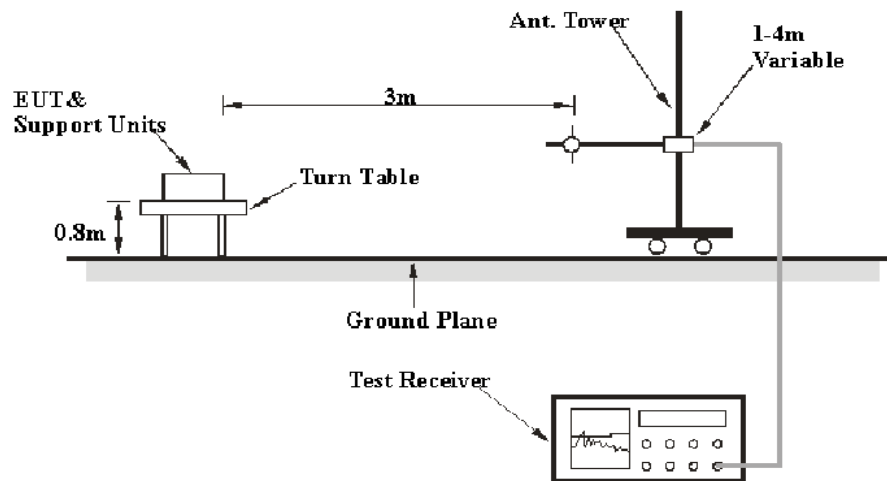 Ant. Tower
1-4m
Variable
3m
EUT&
Support Units
Turn Table
0.8m
Ground Plane
Test Receiver